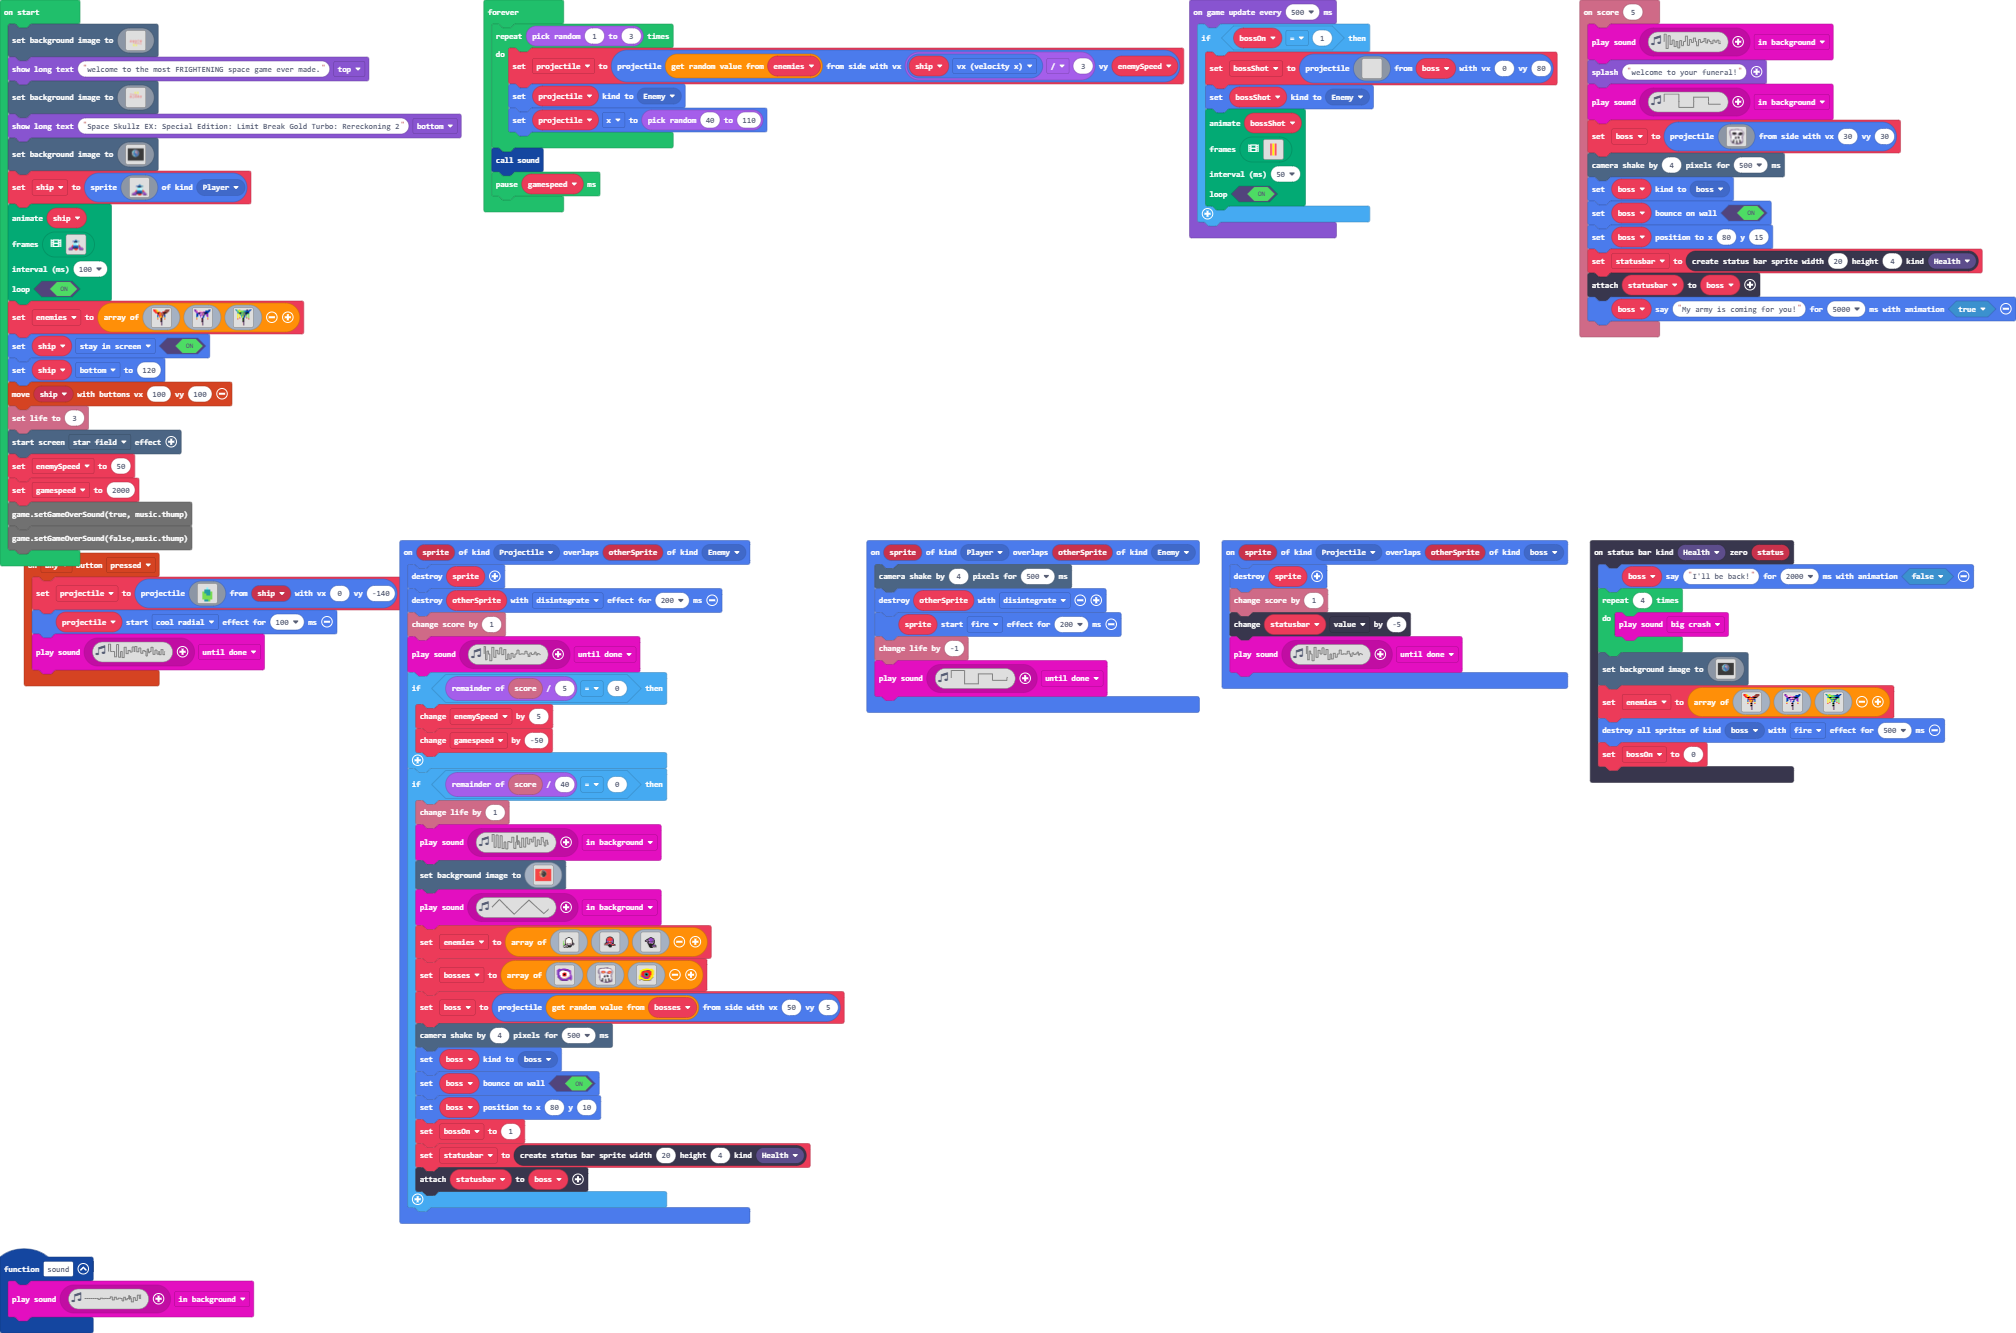 on start
set background image to
show long text "welcome to the most FRIGHTENING space game ever made." top
set background image to
show long text "Space Skullz EX: Special Edition: Limit Break Gold Turbo: Rereckoning 2" bottom
set background image to
set ship to sprite of kind Player
animate ship
frames
interval (ms) 100
loop ON
set enemies to array of
set ship stay in screen ON
set ship bottom to 120
move ship with buttons vx 100 vy 100
set life to 3
start screen star field effect
set enemySpeed to 50
set gamespeed to 2000
game.setGameOverSound(true, music.thump)
game.setGameOverSound(false,music.thump)
button pressed
set projectile to projectile from ship with vx 0 vy -140
projectile start cool radial effect for 100 ms
play sound until done
forever
repeat pick random 1 to 3 times
do
set projectile to projectile get random value from enemies from side with vx ship vx (velocity x) / 3 vy enemySpeed
set projectile kind to Enemy
set projectile x to pick random 40 to 110
call sound
pause gamespeed ms
on game update every 500 ms
if bossOn = 1 then
set bossShot to projectile from boss with vx 0 vy 80
set bossShot kind to Enemy
animate bossShot
frames
interval (ms) 50
loop ON
on score 5
play sound in background
splash "welcome to your funeral!"
play sound in background
set boss to projectile from side with vx 30 vy 30
camera shake by 4 pixels for 500 ms
set boss kind to boss
set boss bounce on wall ON
set boss position to x 80 y 15
set statusbar to create status bar sprite width 20 height 4 kind Health
attach statusbar to boss
boss say "My army is coming for you!" for 5000 ms with animation true
on sprite of kind Projectile overlaps otherSprite of kind Enemy
destroy sprite
destroy otherSprite with disintegrate effect for 200 ms
change score by 1
play sound until done
if remainder of score / 5 = 0 then
change enemySpeed by 5
change gamespeed by -50
if remainder of score / 40 = 0 then
change life by 1
play sound in background
set background image to
play sound in background
set enemies to array of
set bosses to array of
set boss to projectile get random value from bosses from side with vx 50 vy 5
camera shake by 4 pixels for 500 ms
set boss kind to boss
set boss bounce on wall ON
set boss position to x 80 y 10
set bossOn to 1
set statusbar to create status bar sprite width 20 height 4 kind Health
attach statusbar to boss
on sprite of kind Player overlaps otherSprite of kind Enemy
camera shake by 4 pixels for 500 ms
destroy otherSprite with disintegrate
sprite start fire effect for 200 ms
change life by -1
play sound until done
on sprite of kind Projectile overlaps otherSprite of kind boss
destroy sprite
change score by 1
change statusbar value by -5
play sound until done
on status bar kind Health zero status
boss say "I'll be back!" for 2000 ms with animation false
repeat 4 times
do play sound big crash
set background image to
set enemies to array of
destroy all sprites of kind boss with fire effect for 500 ms
set bossOn to 0
function sound
play sound in background